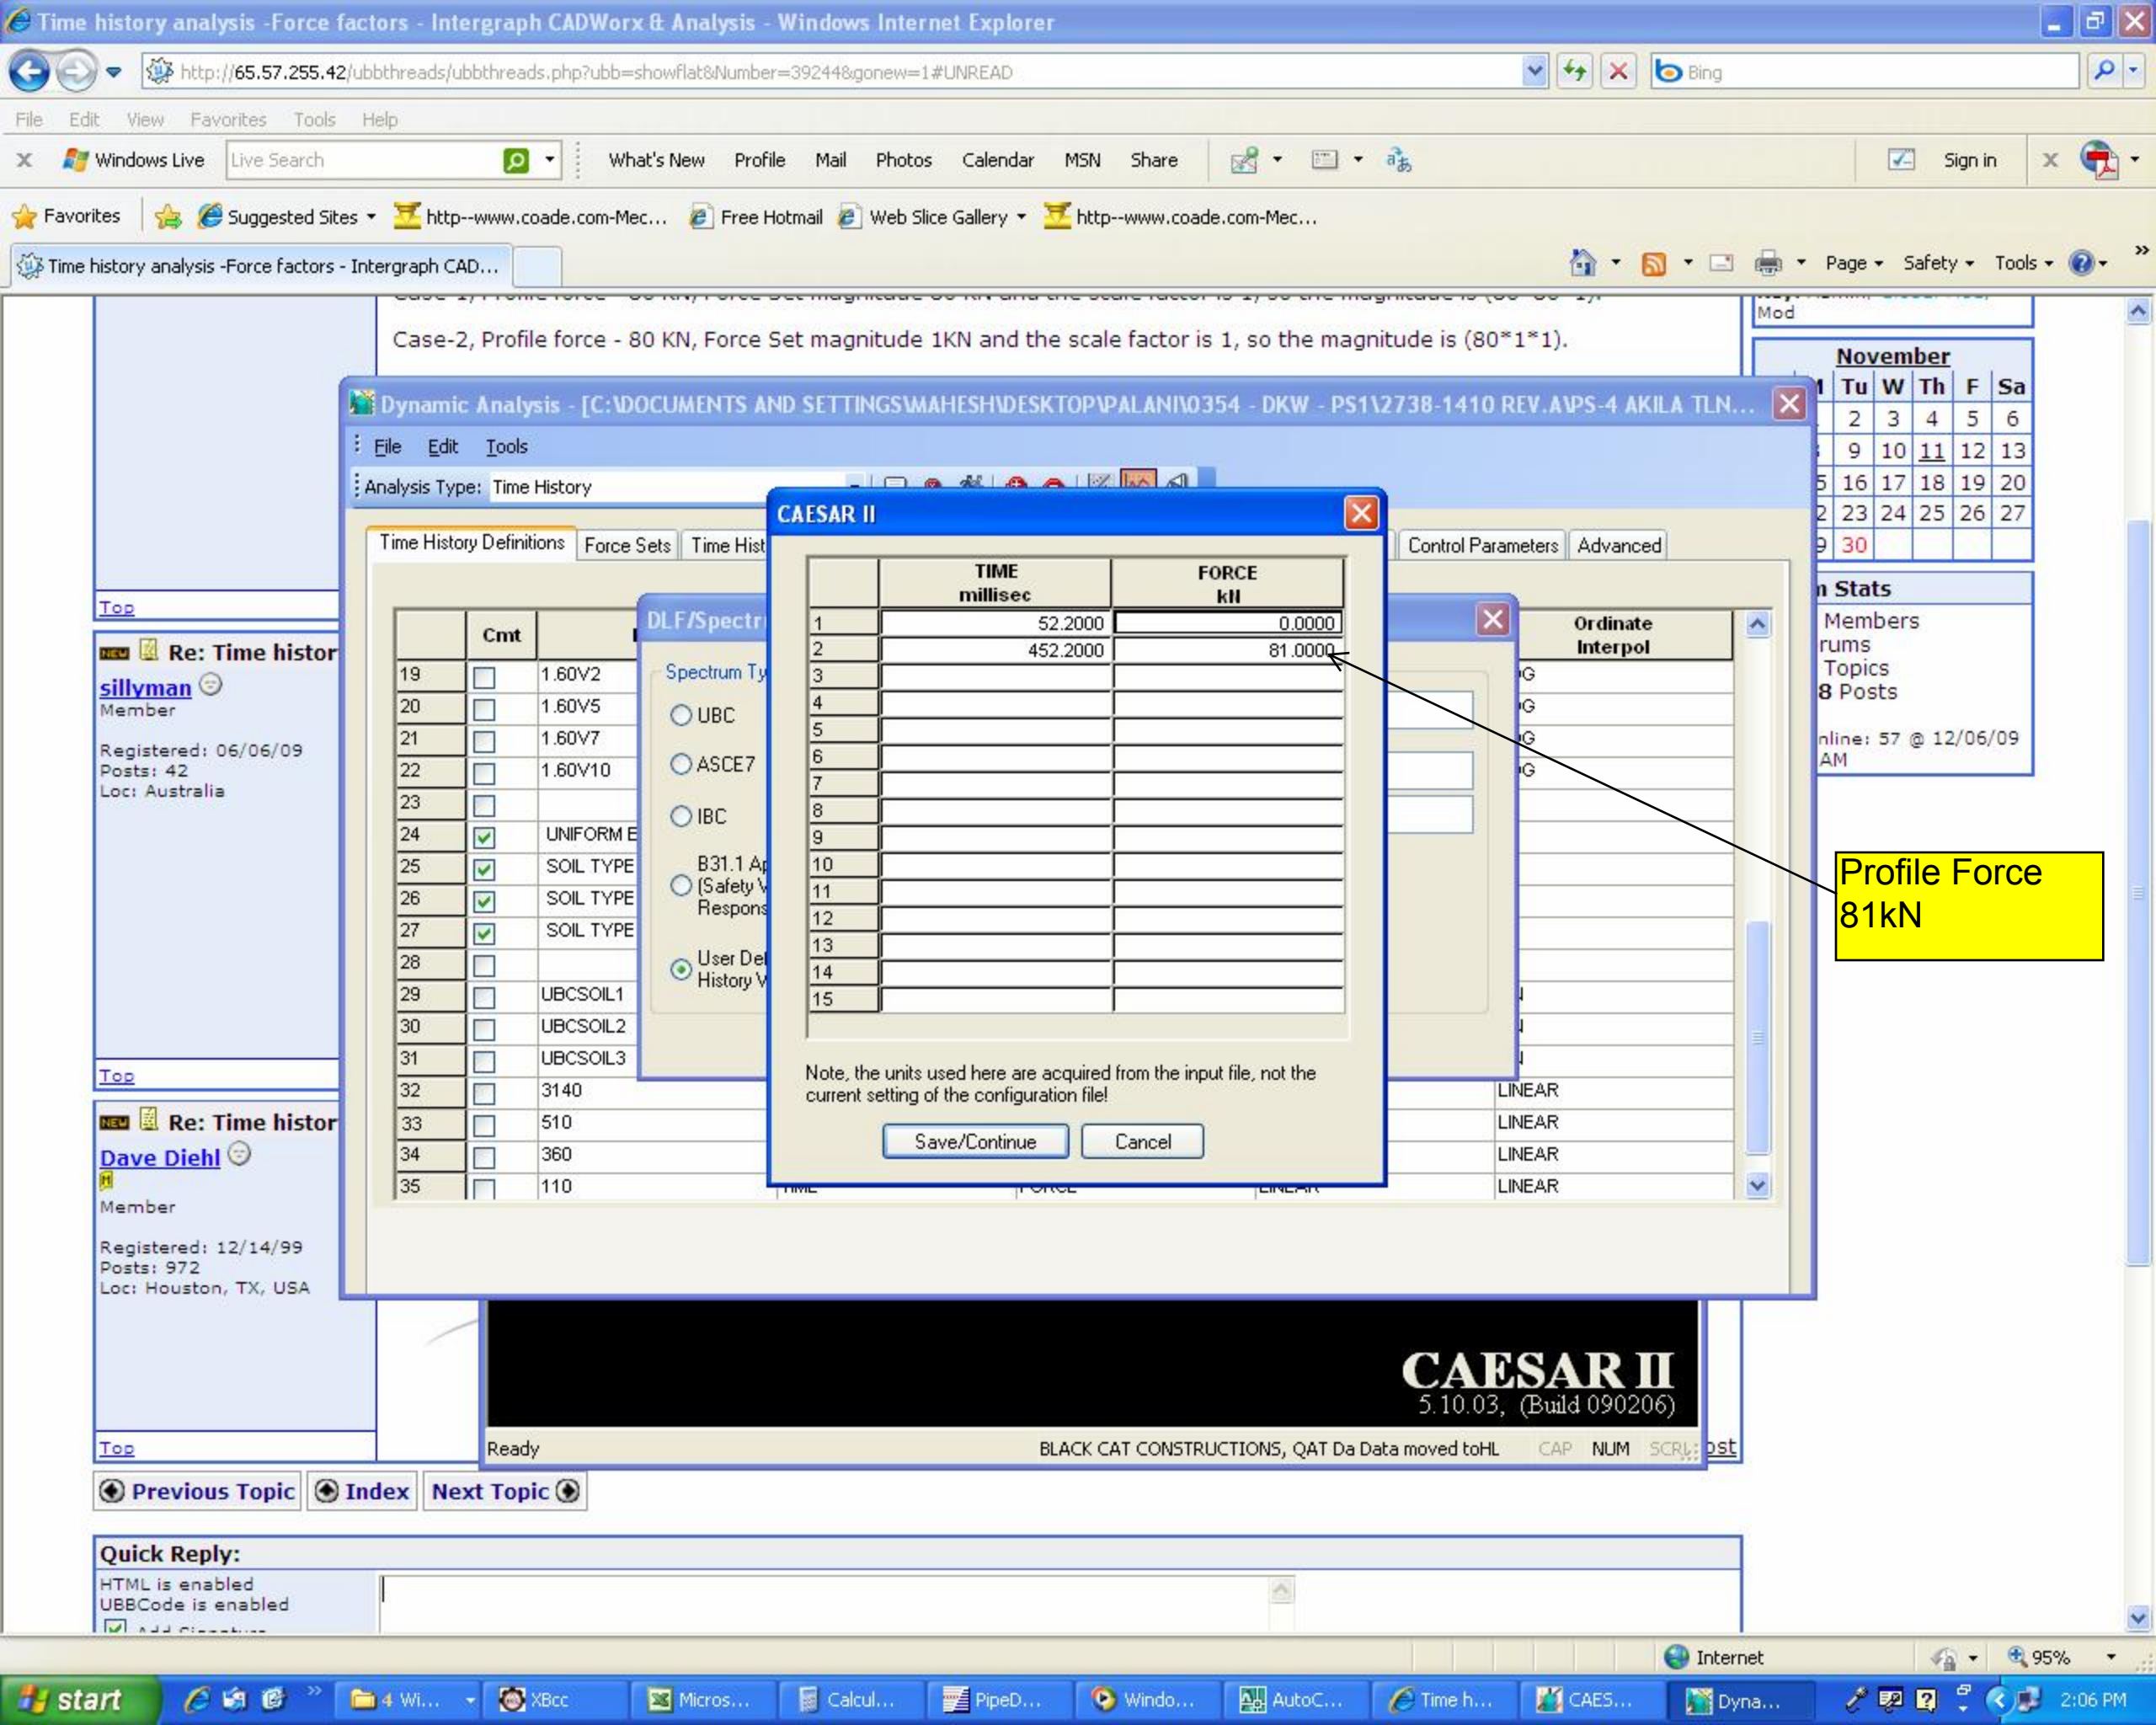 Time history analysis -Force factors - Intergraph CADWorx & Analysis - Windows Internet Explorer
http://65.57.255.42/ubbthreads/ubbthreads.php?ubb=showflat&Number=39244&gonew=1#UNREAD
Bing
File Edit View Favorites Tools Help
x Windows Live Live Search What's New Profile Mail Photos Calendar MSN Share Sign in x
Favorites Suggested Sites http--www.coade.com-Mec... Free Hotmail Web Slice Gallery http--www.coade.com-Mec...
Time history analysis -Force factors - Intergraph CAD... Page Safety Tools »
Mod
Case-2, Profile force - 80 KN, Force Set magnitude 1KN and the scale factor is 1, so the magnitude is (80*1*1).
November
Tu W Th F Sa
2 3 4 5 6
9 10 11 12 13
16 17 18 19 20
23 24 25 26 27
30
Stats
Members
Topics
8 Posts
57 @ 12/06/09
AM
Dynamic Analysis - [C:\DOCUMENTS AND SETTINGS\MAHESH\DESKTOP\PALANI\0354 - DKW - PS1\2738-1410 REV.A\PS-4 AKILA TLN...
File Edit Tools
Analysis Type: Time History
Time History Definitions Force Sets Time Hist Control Parameters Advanced
Cmt Ordinate
Interpol
19 1.60V2
20 1.60V5
21 1.60V7
22 1.60V10
23
24 UNIFORM E
25 SOIL TYPE
26 SOIL TYPE
27 SOIL TYPE
28
29 UBCSOIL1
30 UBCSOIL2
31 UBCSOIL3
32 3140 LINEAR
33 510 LINEAR
34 360 LINEAR
35 110 TIME FORCE LINEAR LINEAR
DLF/Spectr
Spectrum Ty
UBC
ASCE7
IBC
B31.1 Ap
(Safety V
Respons
User Def
History V
CAESAR II
TIME FORCE
millisec kN
1 52.2000 0.0000
2 452.2000 81.0000
3
4
5
6
7
8
9
10
11
12
13
14
15
Note, the units used here are acquired from the input file, not the
current setting of the configuration file!
Save/Continue Cancel
Profile Force
81kN
Top
NEW Re: Time histor
sillyman
Member
Registered: 06/06/09
Posts: 42
Loc: Australia
Top
NEW Re: Time histor
Dave Diehl
Member
Registered: 12/14/99
Posts: 972
Loc: Houston, TX, USA
Top
CAESAR II
5.10.03, (Build 090206)
Ready BLACK CAT CONSTRUCTIONS, QAT Da Data moved toHL CAP NUM SCRL
Previous Topic Index Next Topic
Quick Reply:
HTML is enabled
UBBCode is enabled
Add Signature
Internet 95%
start » 4 Wi... XBcc Micros... Calcul... PipeD... Windo... AutoC... Time h... CAES... Dyna... 2:06 PM